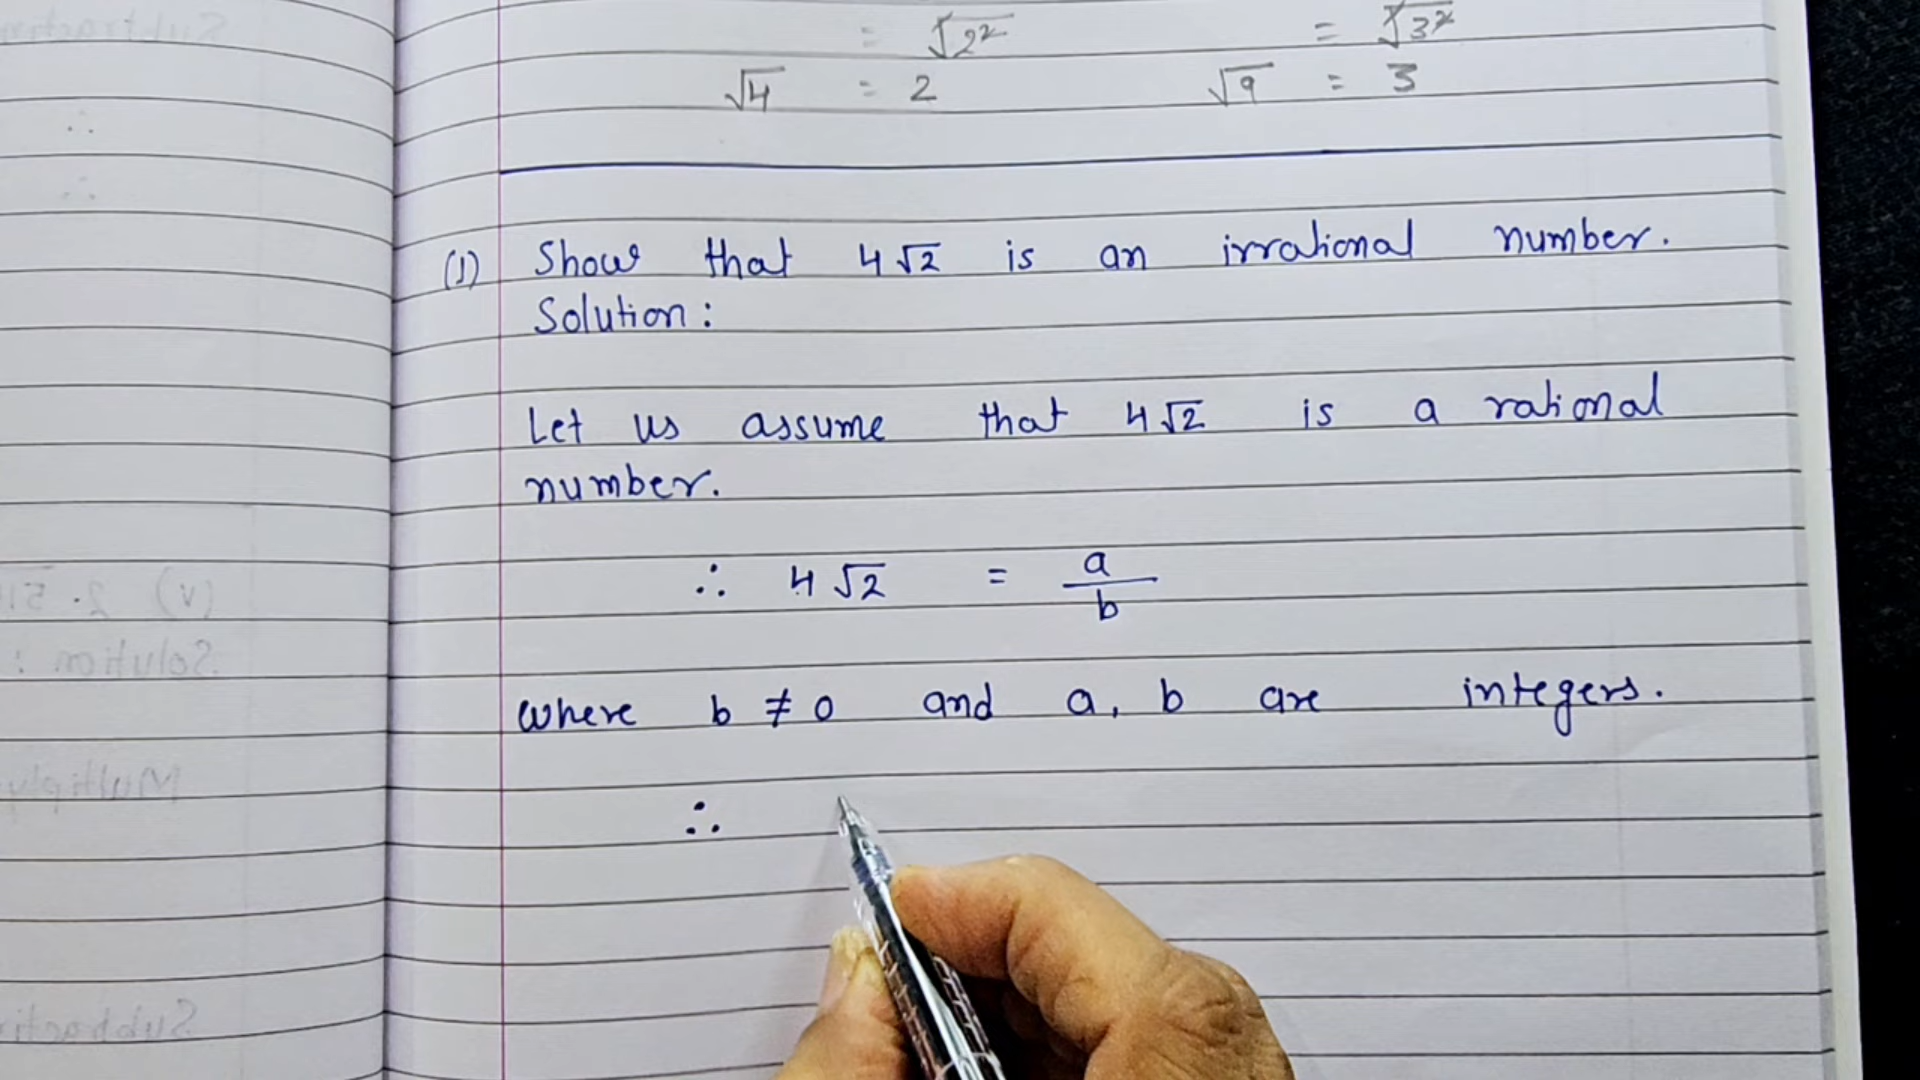 = √2²
= √3²
√4 = 2
√9 = 3
(1) Show that 4√2 is an irrational number.
Solution:
Let us assume that 4√2 is a rational
number.
∴ 4√2 = a/b
where b ≠ 0 and a, b are integers.
∴